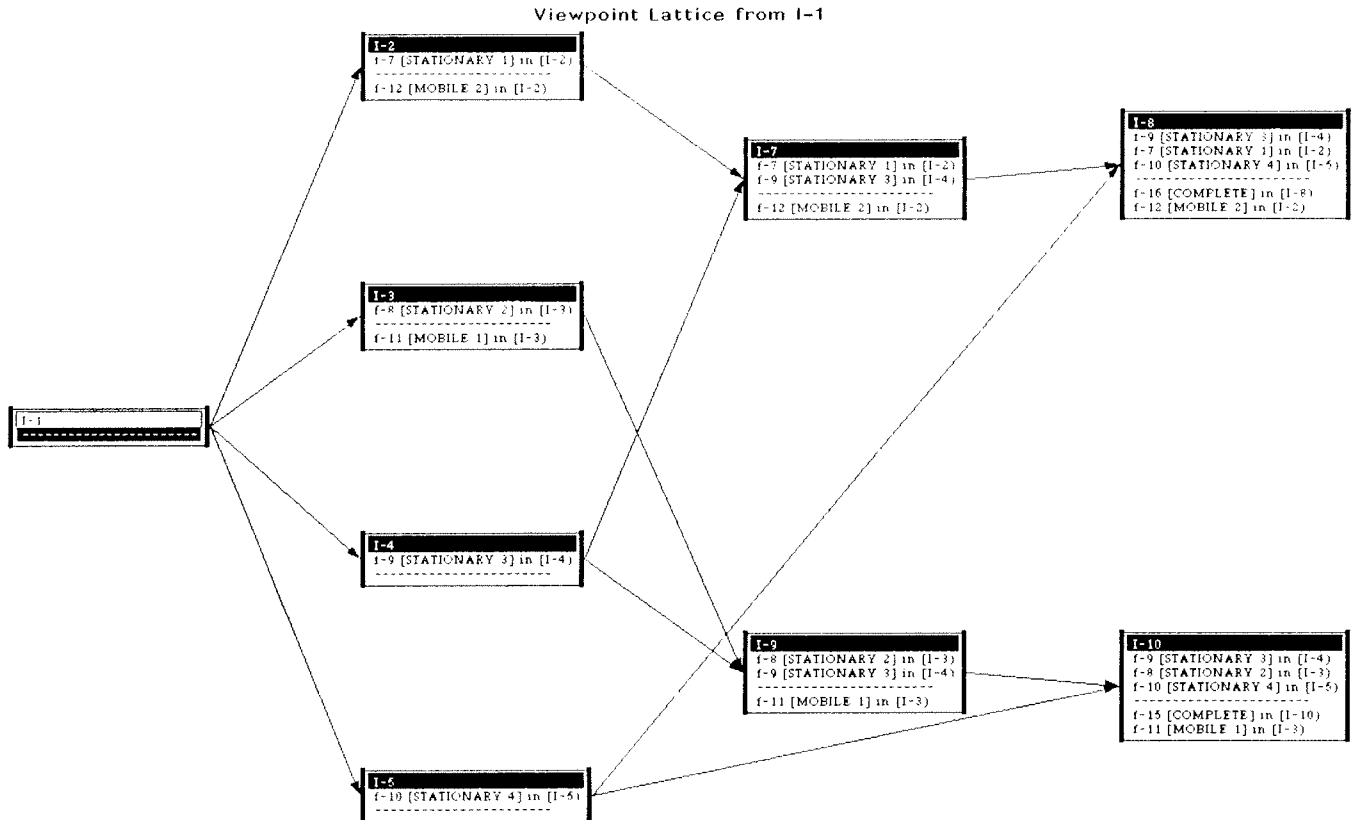 Viewpoint Lattice from I-1
I-2
f-7 [STATIONARY 1] in [I-2)
f-12 [MOBILE 2] in [I-2)
I-8
f-9 [STATIONARY 3] in [I-4)
f-7 [STATIONARY 1] in [I-2)
f-10 [STATIONARY 4] in [I-5)
f-16 [COMPLETE] in [I-8)
f-12 [MOBILE 2] in [I-2)
I-7
f-7 [STATIONARY 1] in [I-2)
f-9 [STATIONARY 3] in [I-4)
f-12 [MOBILE 2] in [I-2)
I-3
f-8 [STATIONARY 2] in [I-3)
f-11 [MOBILE 1] in [I-3)
I-1
I-4
f-9 [STATIONARY 3] in [I-4)
I-9
f-8 [STATIONARY 2] in [I-3)
f-9 [STATIONARY 3] in [I-4)
f-11 [MOBILE 1] in [I-3)
I-10
f-9 [STATIONARY 3] in [I-4)
f-8 [STATIONARY 2] in [I-3)
f-10 [STATIONARY 4] in [I-5)
f-15 [COMPLETE] in [I-10)
f-11 [MOBILE 1] in [I-3)
I-5
f-10 [STATIONARY 4] in [I-5)